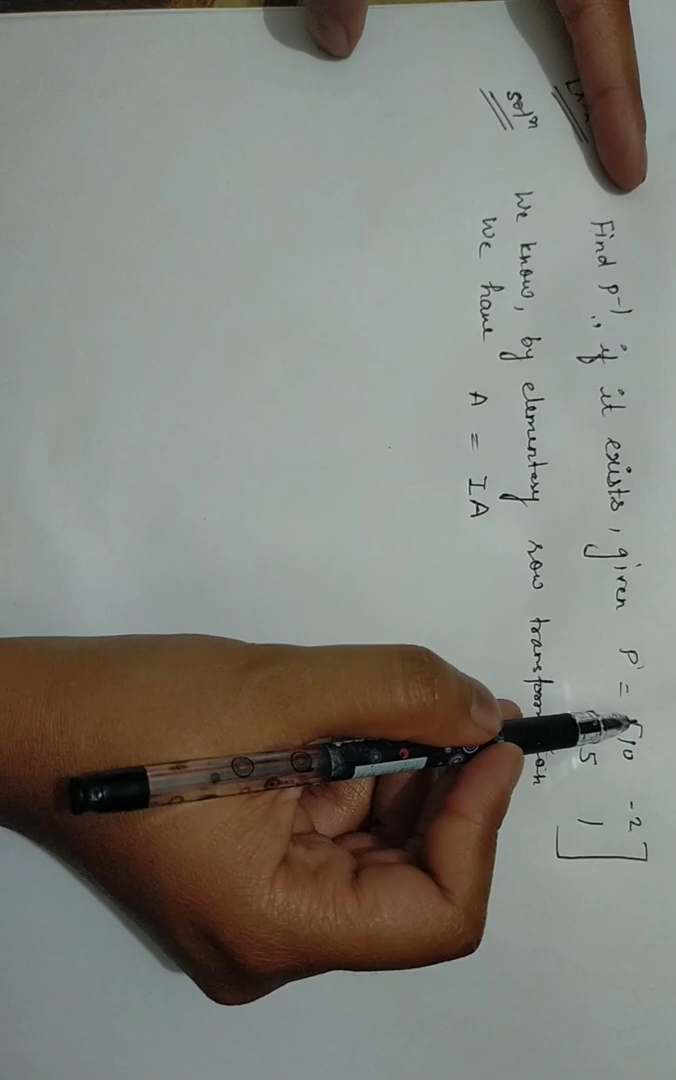 Find P-1, if it exists, given P = [10 -2
5 1]
Solⁿ We know, by elementary row
we have A = IA